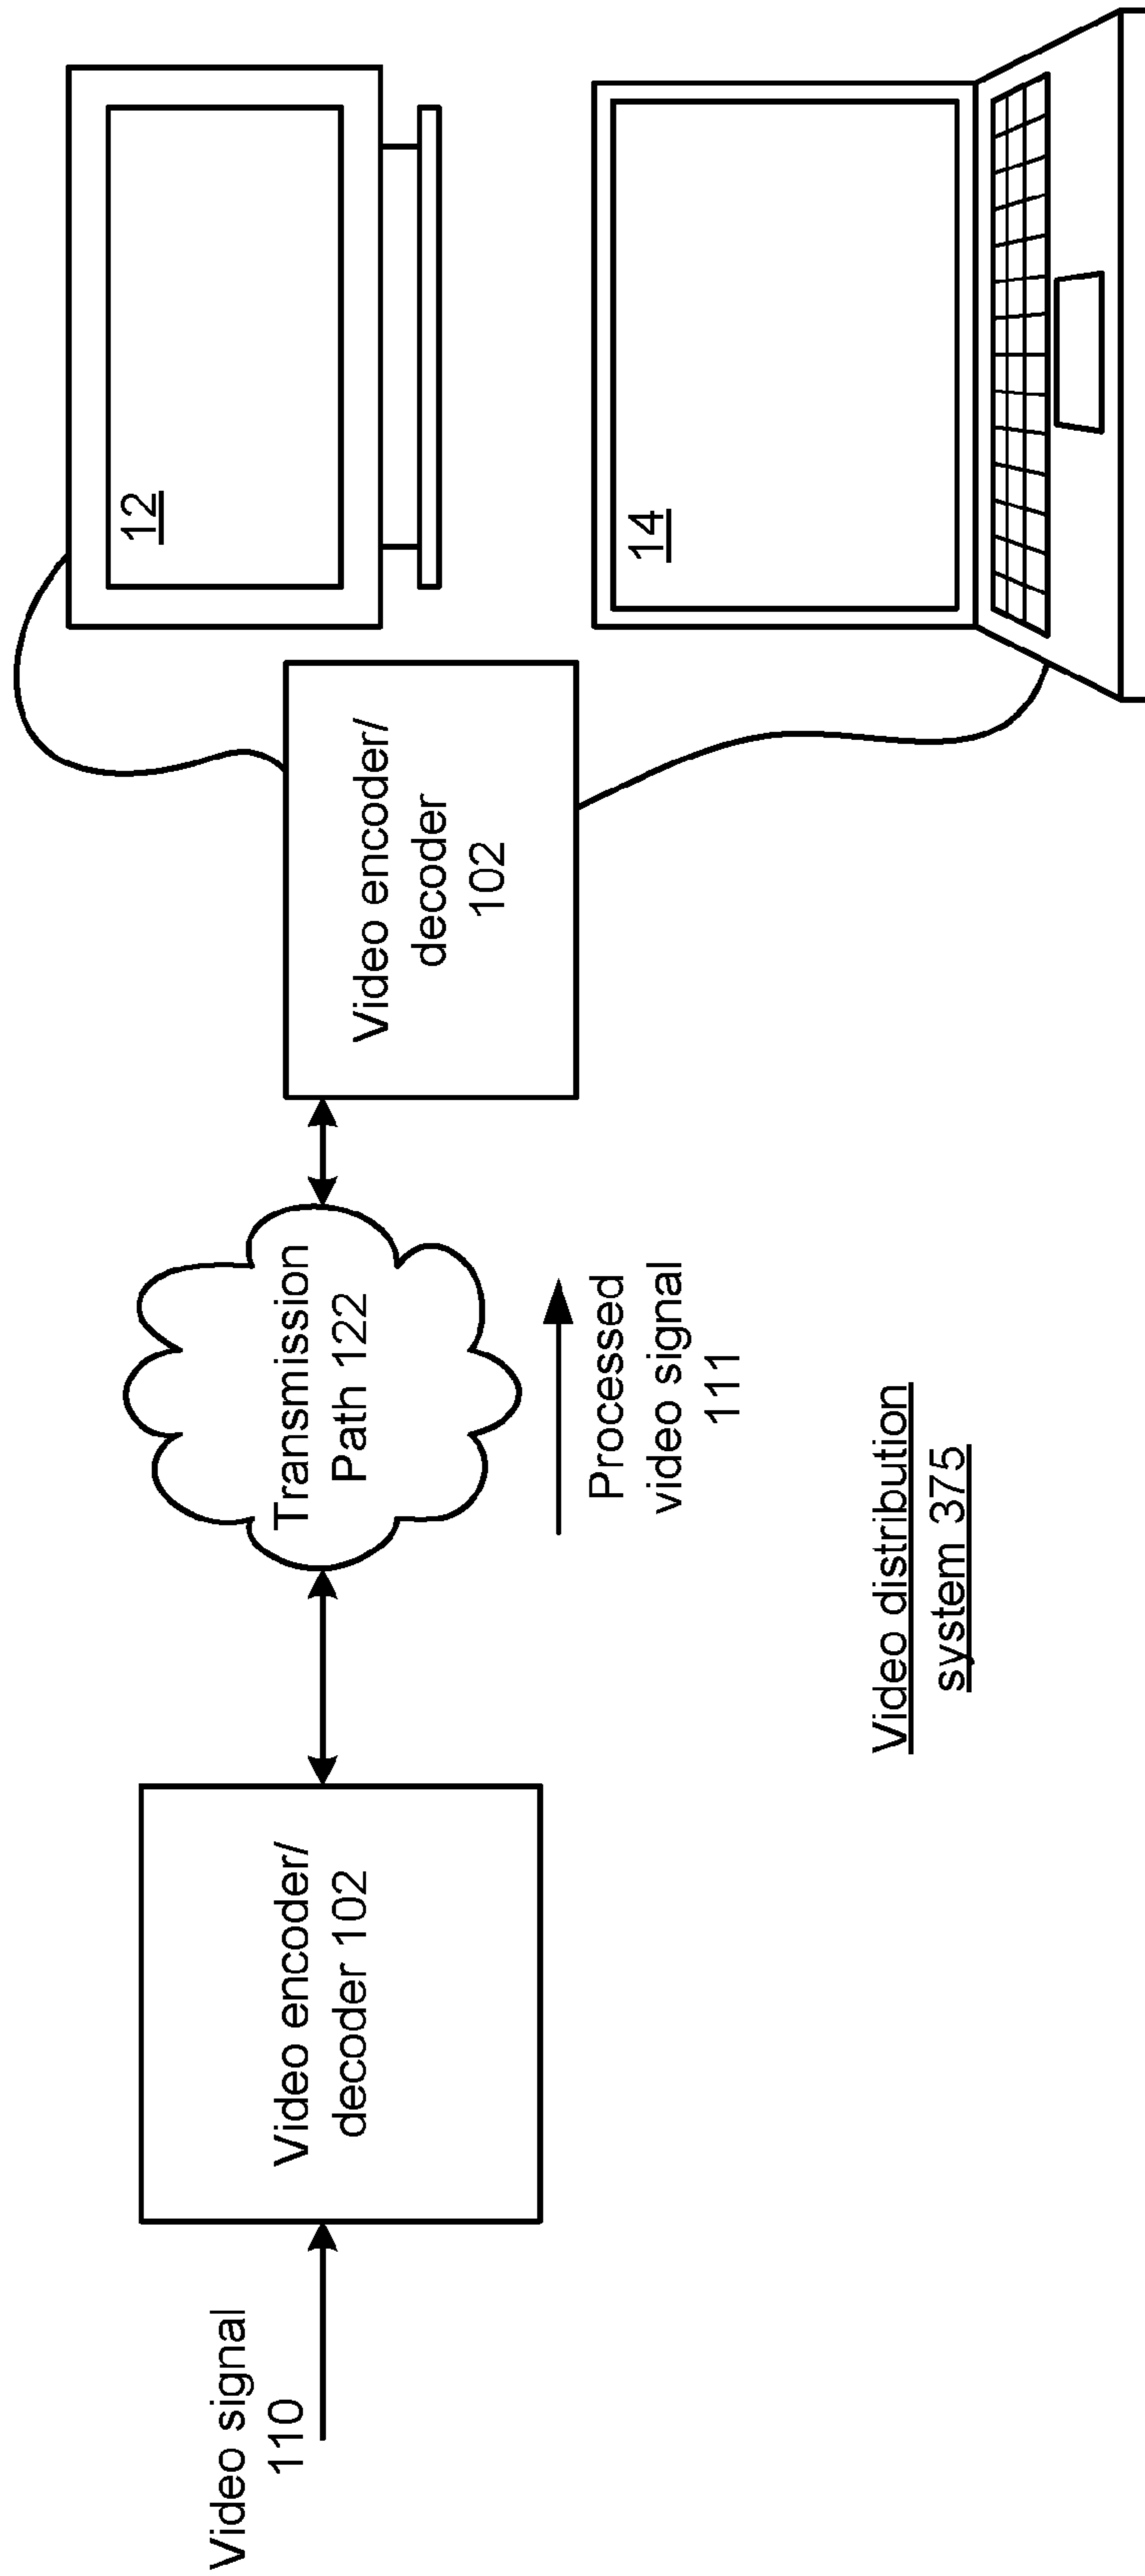 Video signal
110
Video encoder/
decoder 102
Transmission
Path 122
Processed
video signal
111
Video encoder/
decoder
102
12
14
Video distribution
system 375